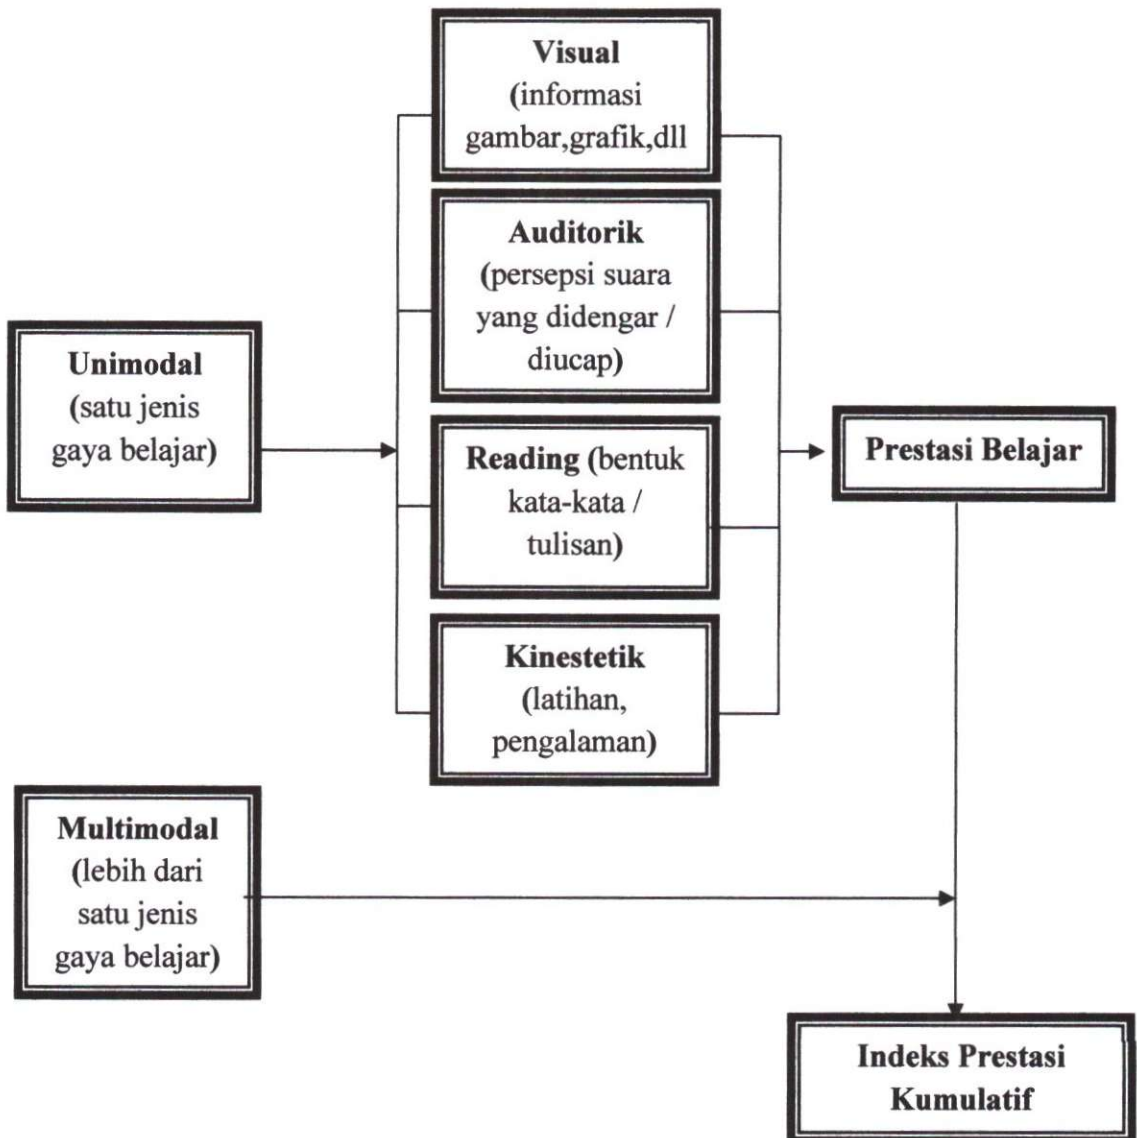 Visual
(informasi
gambar,grafik,dll
Auditorik
(persepsi suara
yang didengar /
diucap)
Unimodal
(satu jenis
gaya belajar)
Reading (bentuk
kata-kata /
tulisan)
Prestasi Belajar
Kinestetik
(latihan,
pengalaman)
Multimodal
(lebih dari
satu jenis
gaya belajar)
Indeks Prestasi
Kumulatif